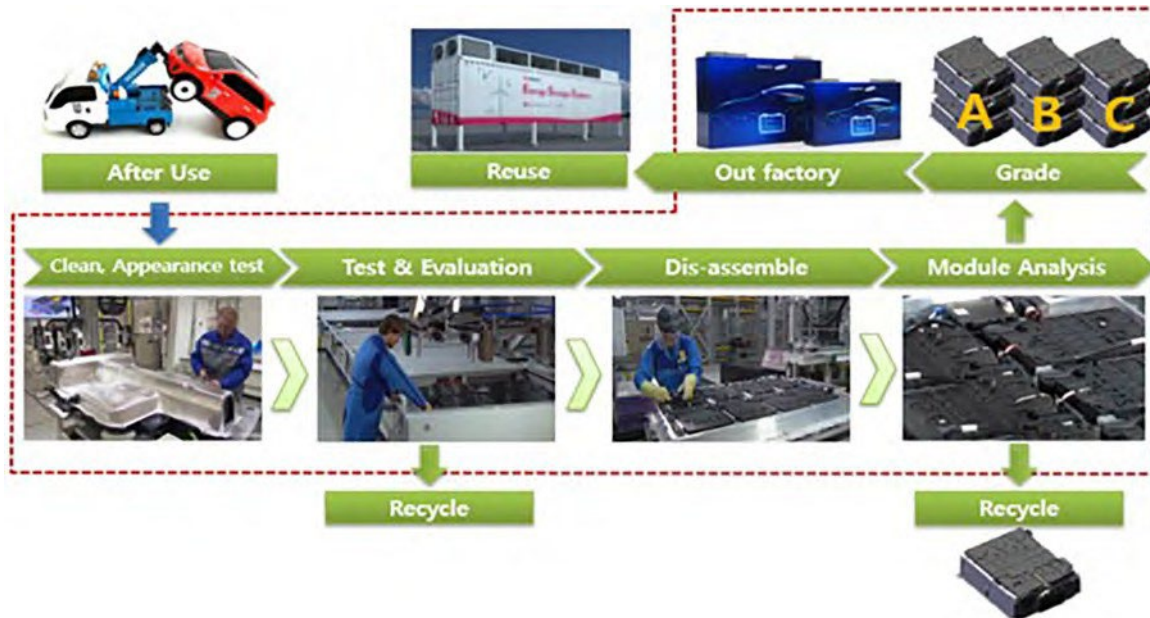 After Use
Reuse
Out factory
Grade
A
B
C
Clean, Appearance test
Test & Evaluation
Dis-assemble
Module Analysis
Recycle
Recycle